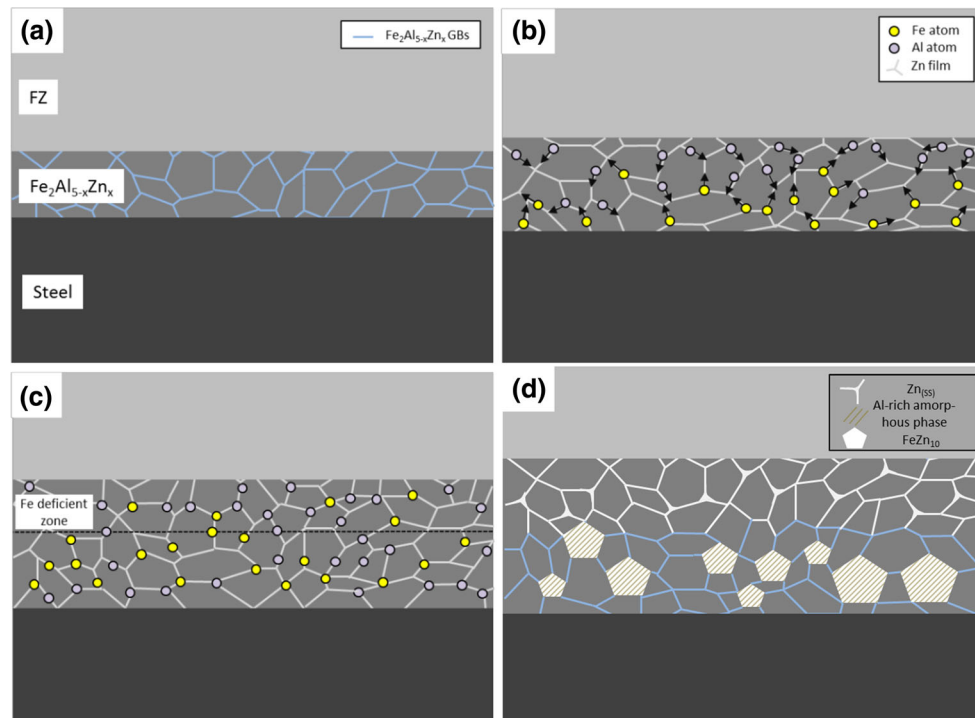 (a)
Fe₂Al₅₋ₓZnₓ GBs
FZ
Fe₂Al₅₋ₓZnₓ
Steel
(b)
Fe atom
Al atom
Zn film
(c)
Fe deficient
zone
(d)
Zn₍SS₎
Al-rich amorp-
hous phase
FeZn₁₀